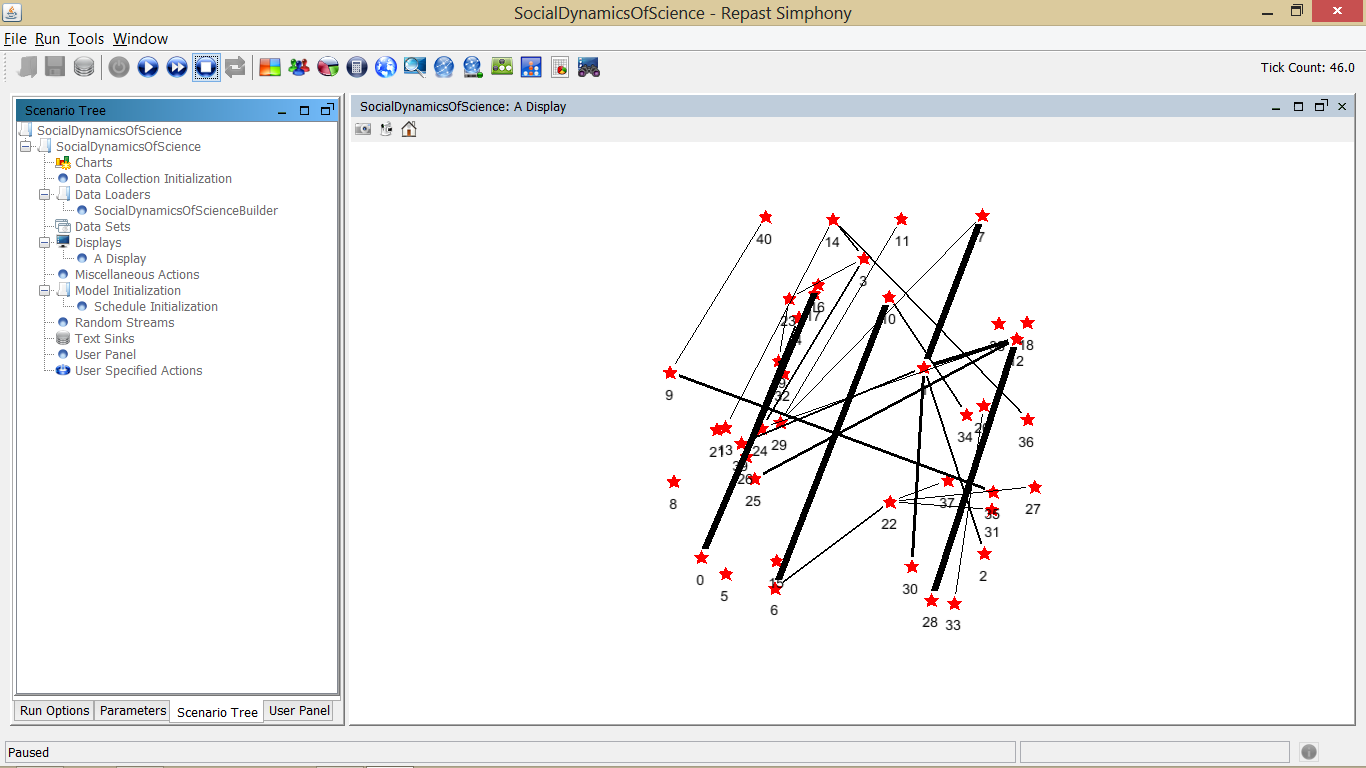 SocialDynamicsOfScience - Repast Simphony
File Run Tools Window
Tick Count: 46.0
Scenario Tree
SocialDynamicsOfScience
SocialDynamicsOfScience
Charts
Data Collection Initialization
Data Loaders
SocialDynamicsOfScienceBuilder
Data Sets
Displays
A Display
Miscellaneous Actions
Model Initialization
Schedule Initialization
Random Streams
Text Sinks
User Panel
User Specified Actions
Run Options Parameters Scenario Tree User Panel
SocialDynamicsOfScience: A Display
40 14 11 7
3
16
23 17 10
4
18
12
9
32
9
34 36
21 13 24 29
39
26
25
8
37 35 27
22 31
0 5 15 6 30 2
28 33
Paused